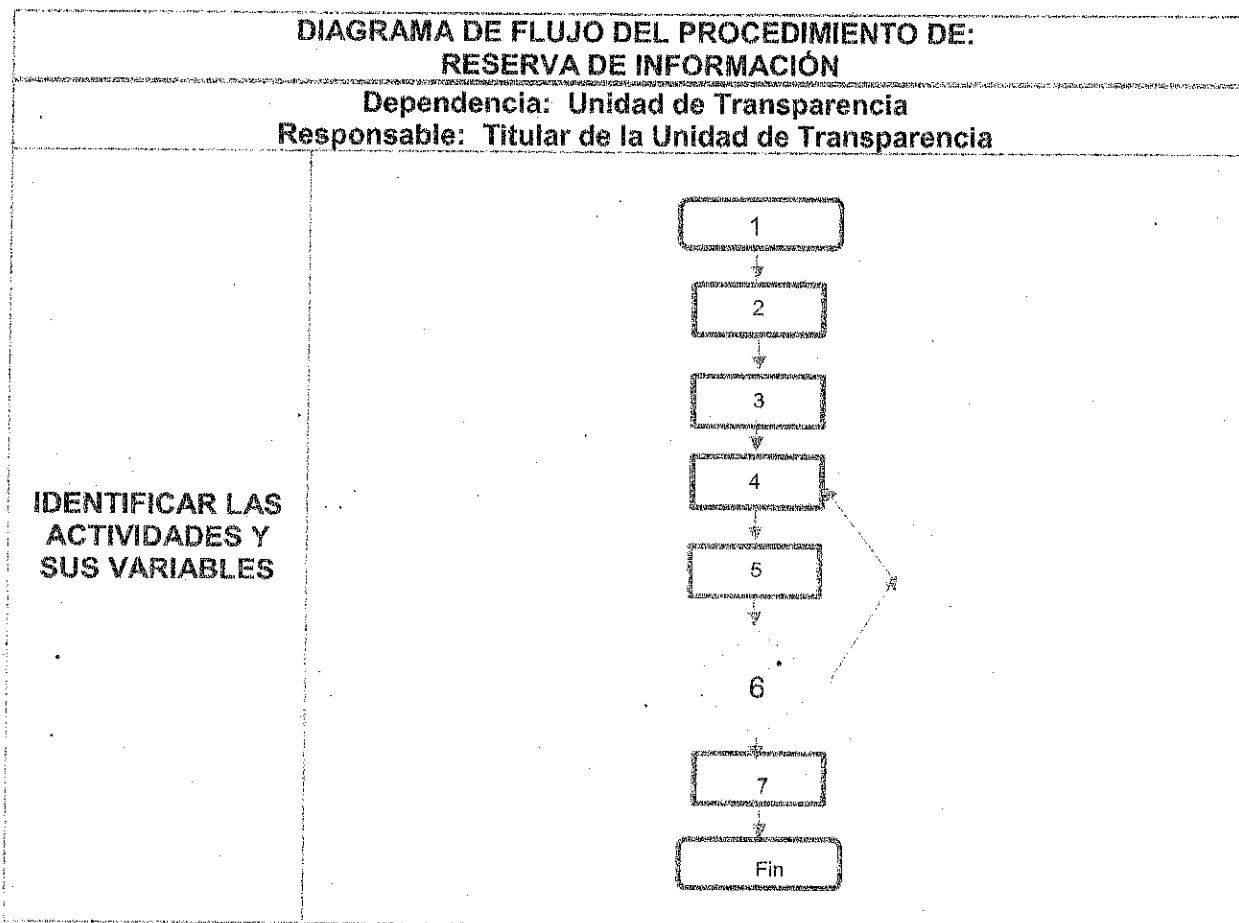 DIAGRAMA DE FLUJO DEL PROCEDIMIENTO DE:
RESERVA DE INFORMACIÓN
Dependencia: Unidad de Transparencia
Responsable: Titular de la Unidad de Transparencia
IDENTIFICAR LAS
ACTIVIDADES Y
SUS VARIABLES
1
2
3
4
5
6
7
Fin